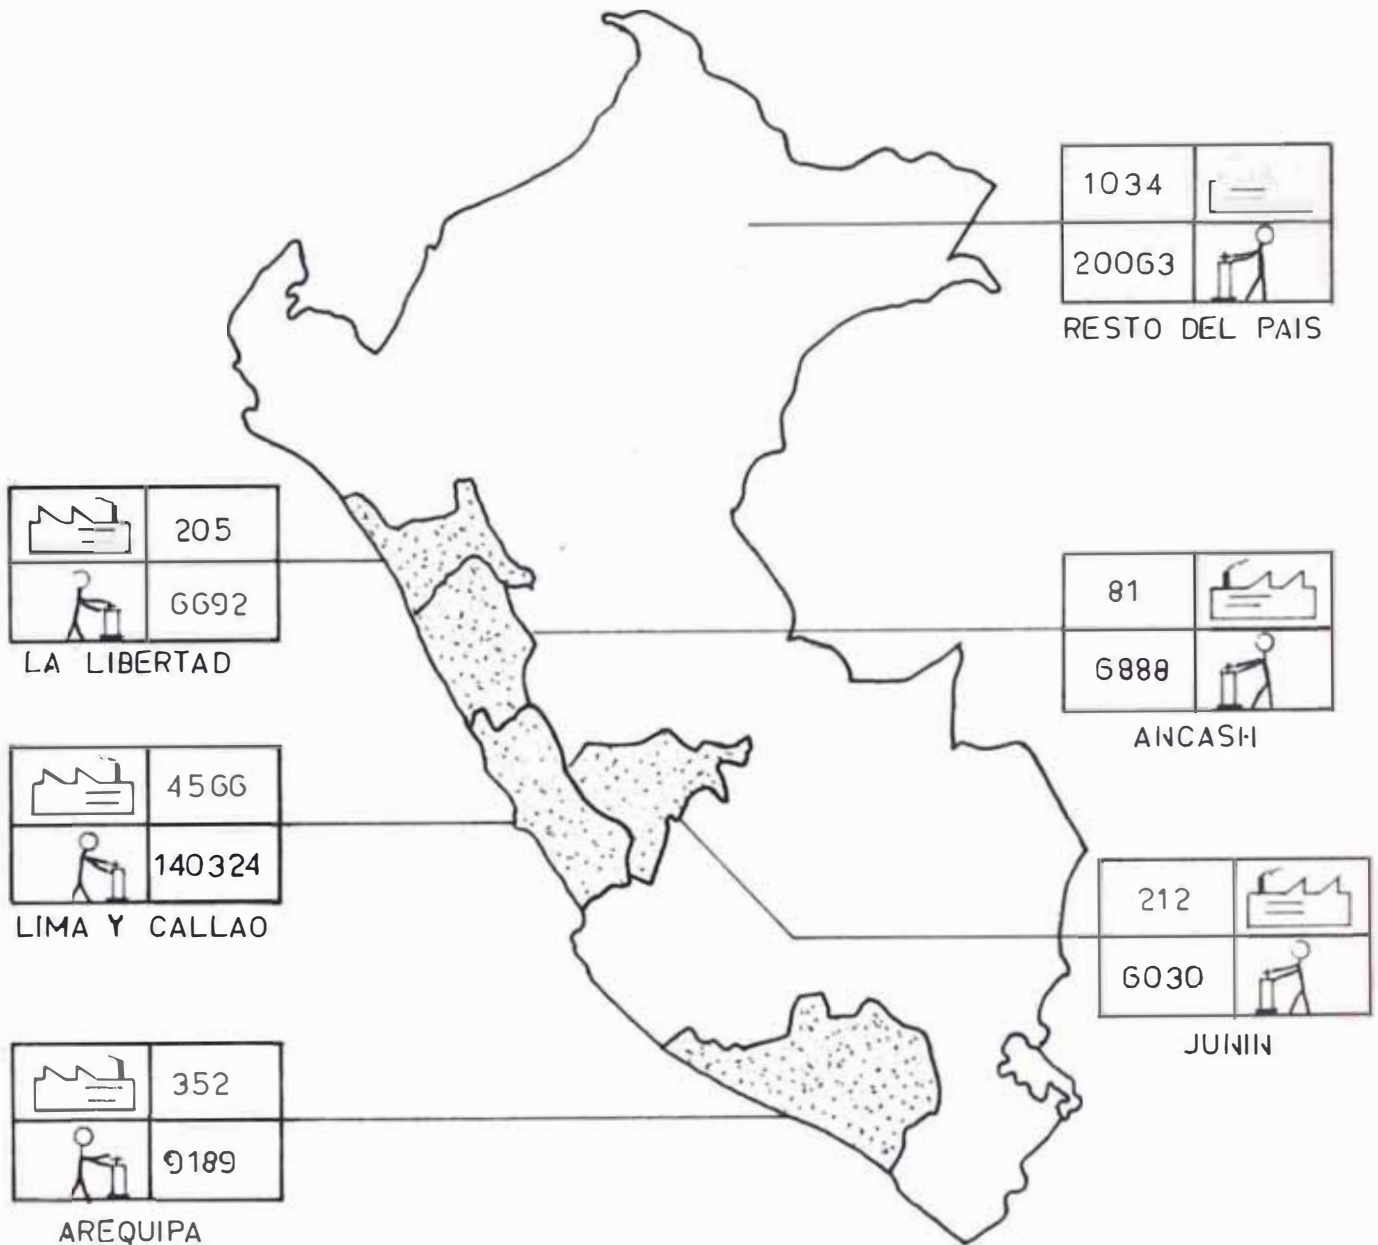 1034
20063
RESTO DEL PAIS
205
6692
LA LIBERTAD
81
6888
ANCASH
4566
140324
LIMA Y CALLAO
212
6030
JUNIN
352
9189
AREQUIPA